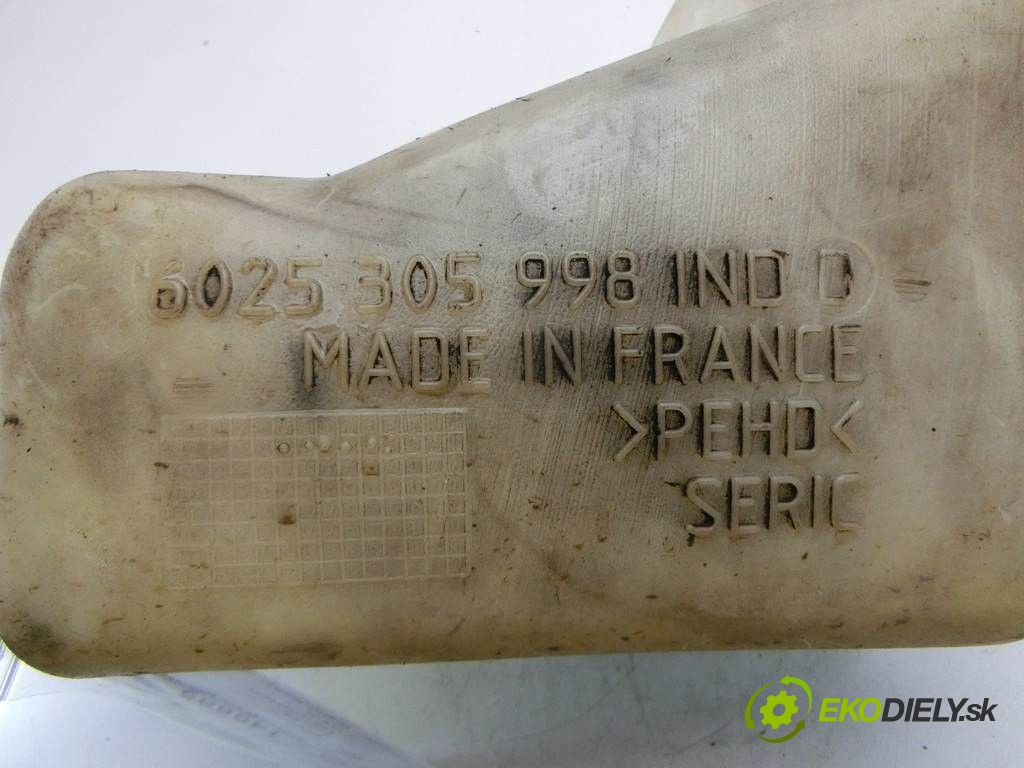 6025 305 998 IND D
MADE IN FRANCE
>PEHD<
SERIC
EKODIELY.sk